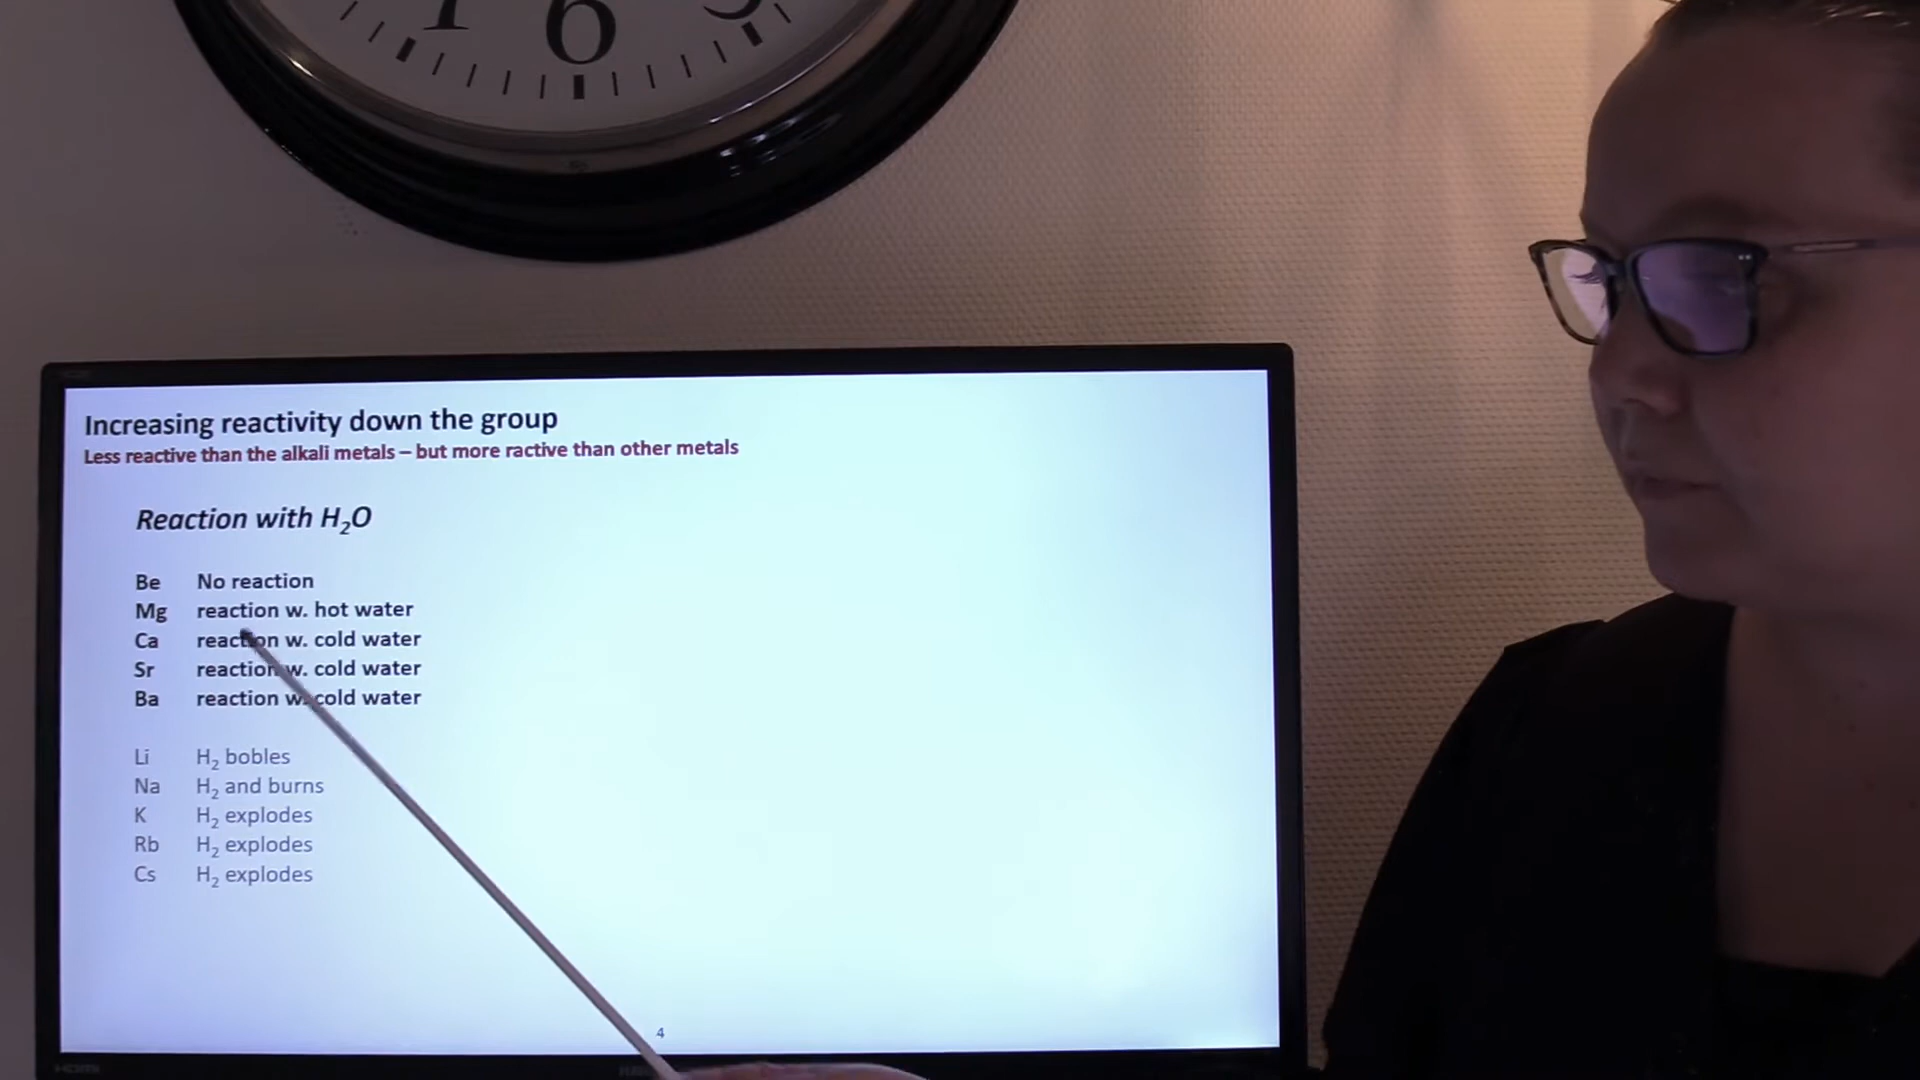 6
Increasing reactivity down the group
Less reactive than the alkali metals – but more ractive than other metals
Reaction with H₂O
Be No reaction
Mg reaction w. hot water
Ca reaction w. cold water
Sr reaction w. cold water
Ba reaction w. cold water
Li H₂ bobles
Na H₂ and burns
K H₂ explodes
Rb H₂ explodes
Cs H₂ explodes
4
HDMI